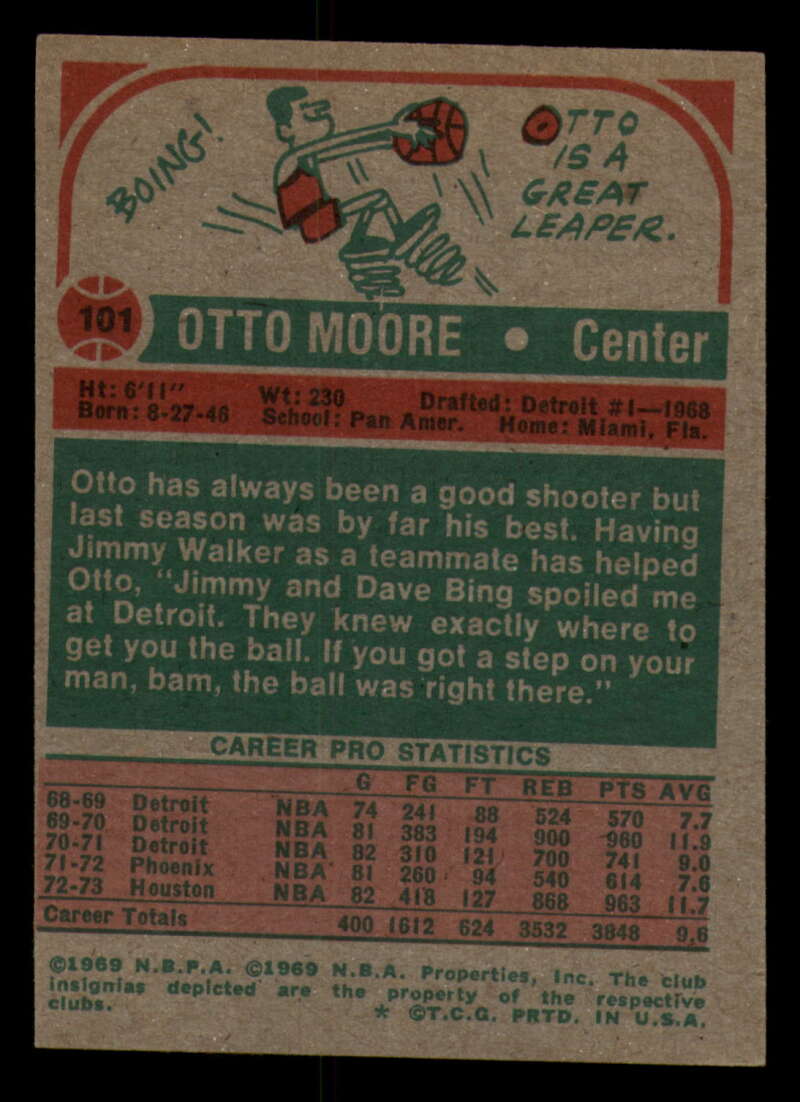 BOING!
OTTO
IS A
GREAT
LEAPER.
101 OTTO MOORE • Center
Ht: 6'11" Wt: 230 Drafted: Detroit #1—1968
Born: 8-27-46 School: Pan Amer. Home: Miami, Fla.
Otto has always been a good shooter but
last season was by far his best. Having
Jimmy Walker as a teammate has helped
Otto, "Jimmy and Dave Bing spoiled me
at Detroit. They knew exactly where to
get you the ball. If you got a step on your
man, bam, the ball was right there."
CAREER PRO STATISTICS
G FG FT REB PTS AVG
68-69 Detroit NBA 74 241 88 524 570 7.7
69-70 Detroit NBA 81 383 194 900 960 11.9
70-71 Detroit NBA 82 310 121 700 741 9.0
71-72 Phoenix NBA 81 260 94 540 614 7.6
72-73 Houston NBA 82 418 127 868 963 11.7
Career Totals 400 1612 624 3532 3848 9.6
©1969 N.B.P.A. ©1969 N.B.A. Properties, Inc. The club
insignias depicted are the property of the respective
clubs. * ©T.C.G. PRTD. IN U.S.A.